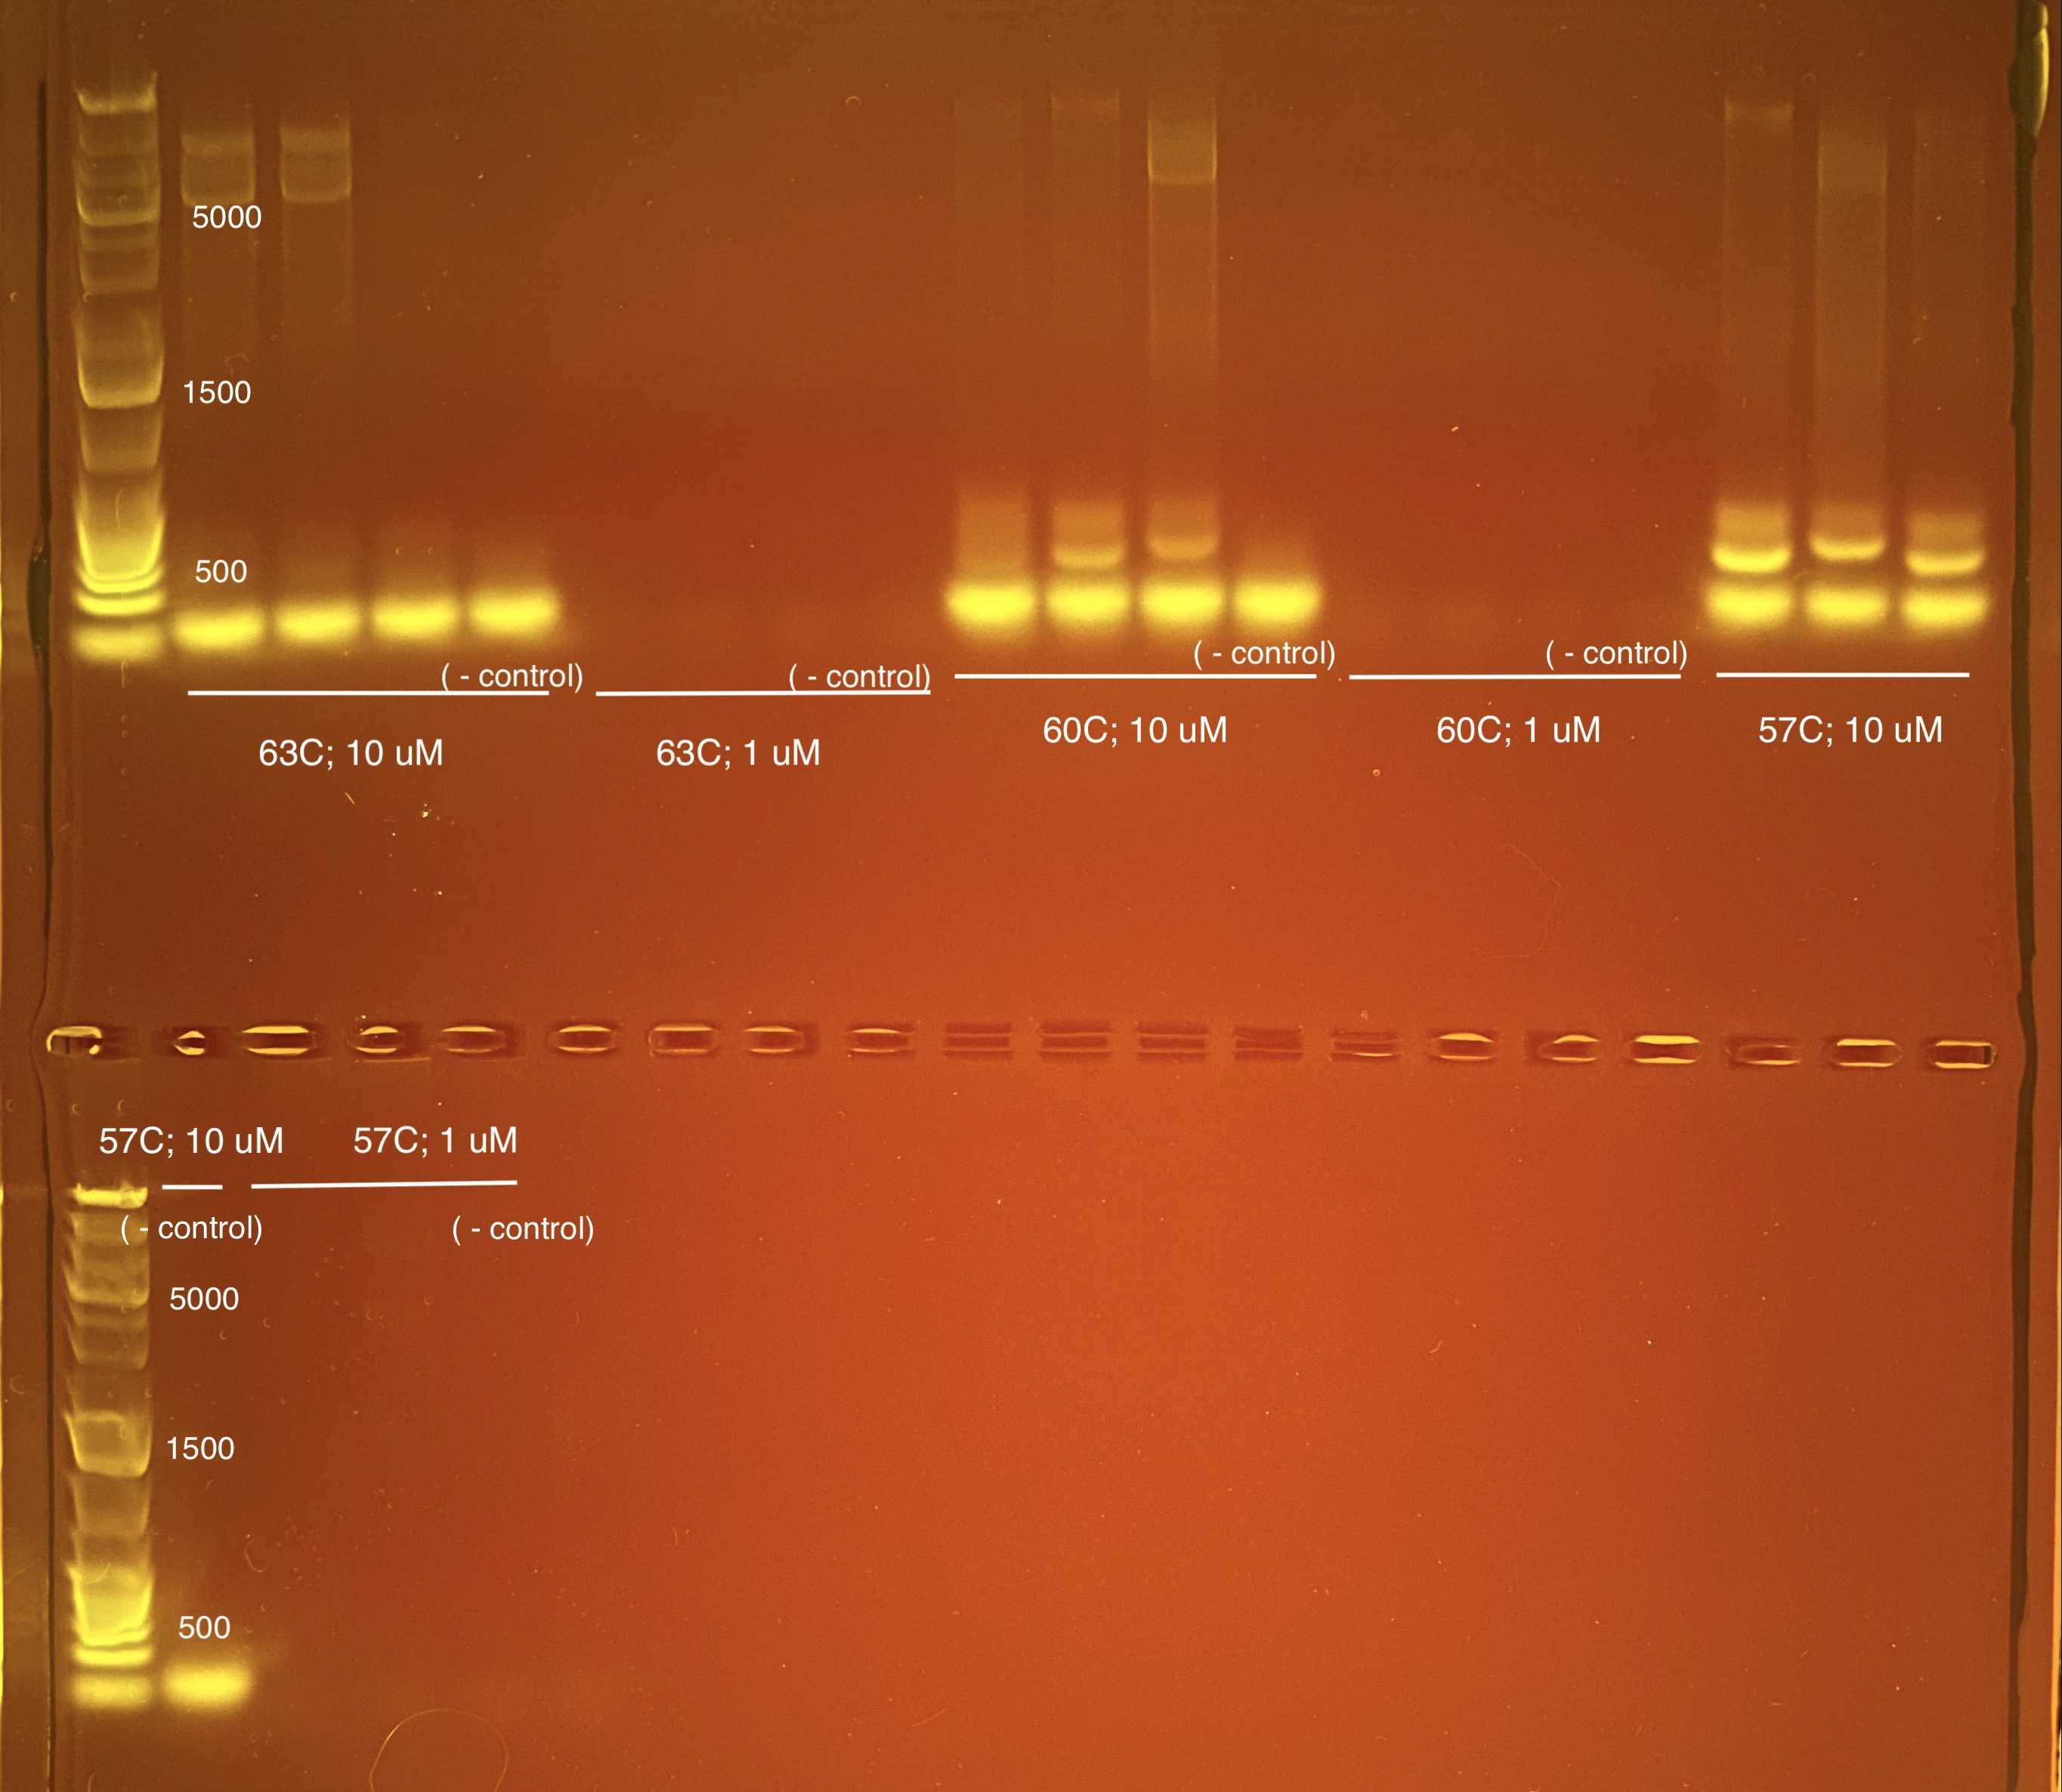 5000
1500
500
( - control)
( - control)
( - control)
( - control)
63C; 10 uM
63C; 1 uM
60C; 10 uM
60C; 1 uM
57C; 10 uM
57C; 10 uM
57C; 1 uM
( - control)
( - control)
5000
1500
500